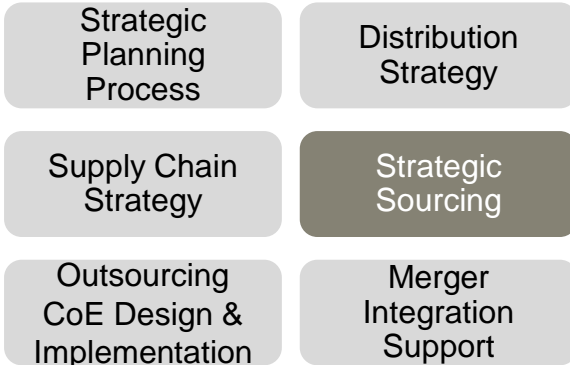 Strategic
Planning
Process
Distribution
Strategy
Supply Chain
Strategy
Strategic
Sourcing
Outsourcing
CoE Design &
Implementation
Merger
Integration
Support